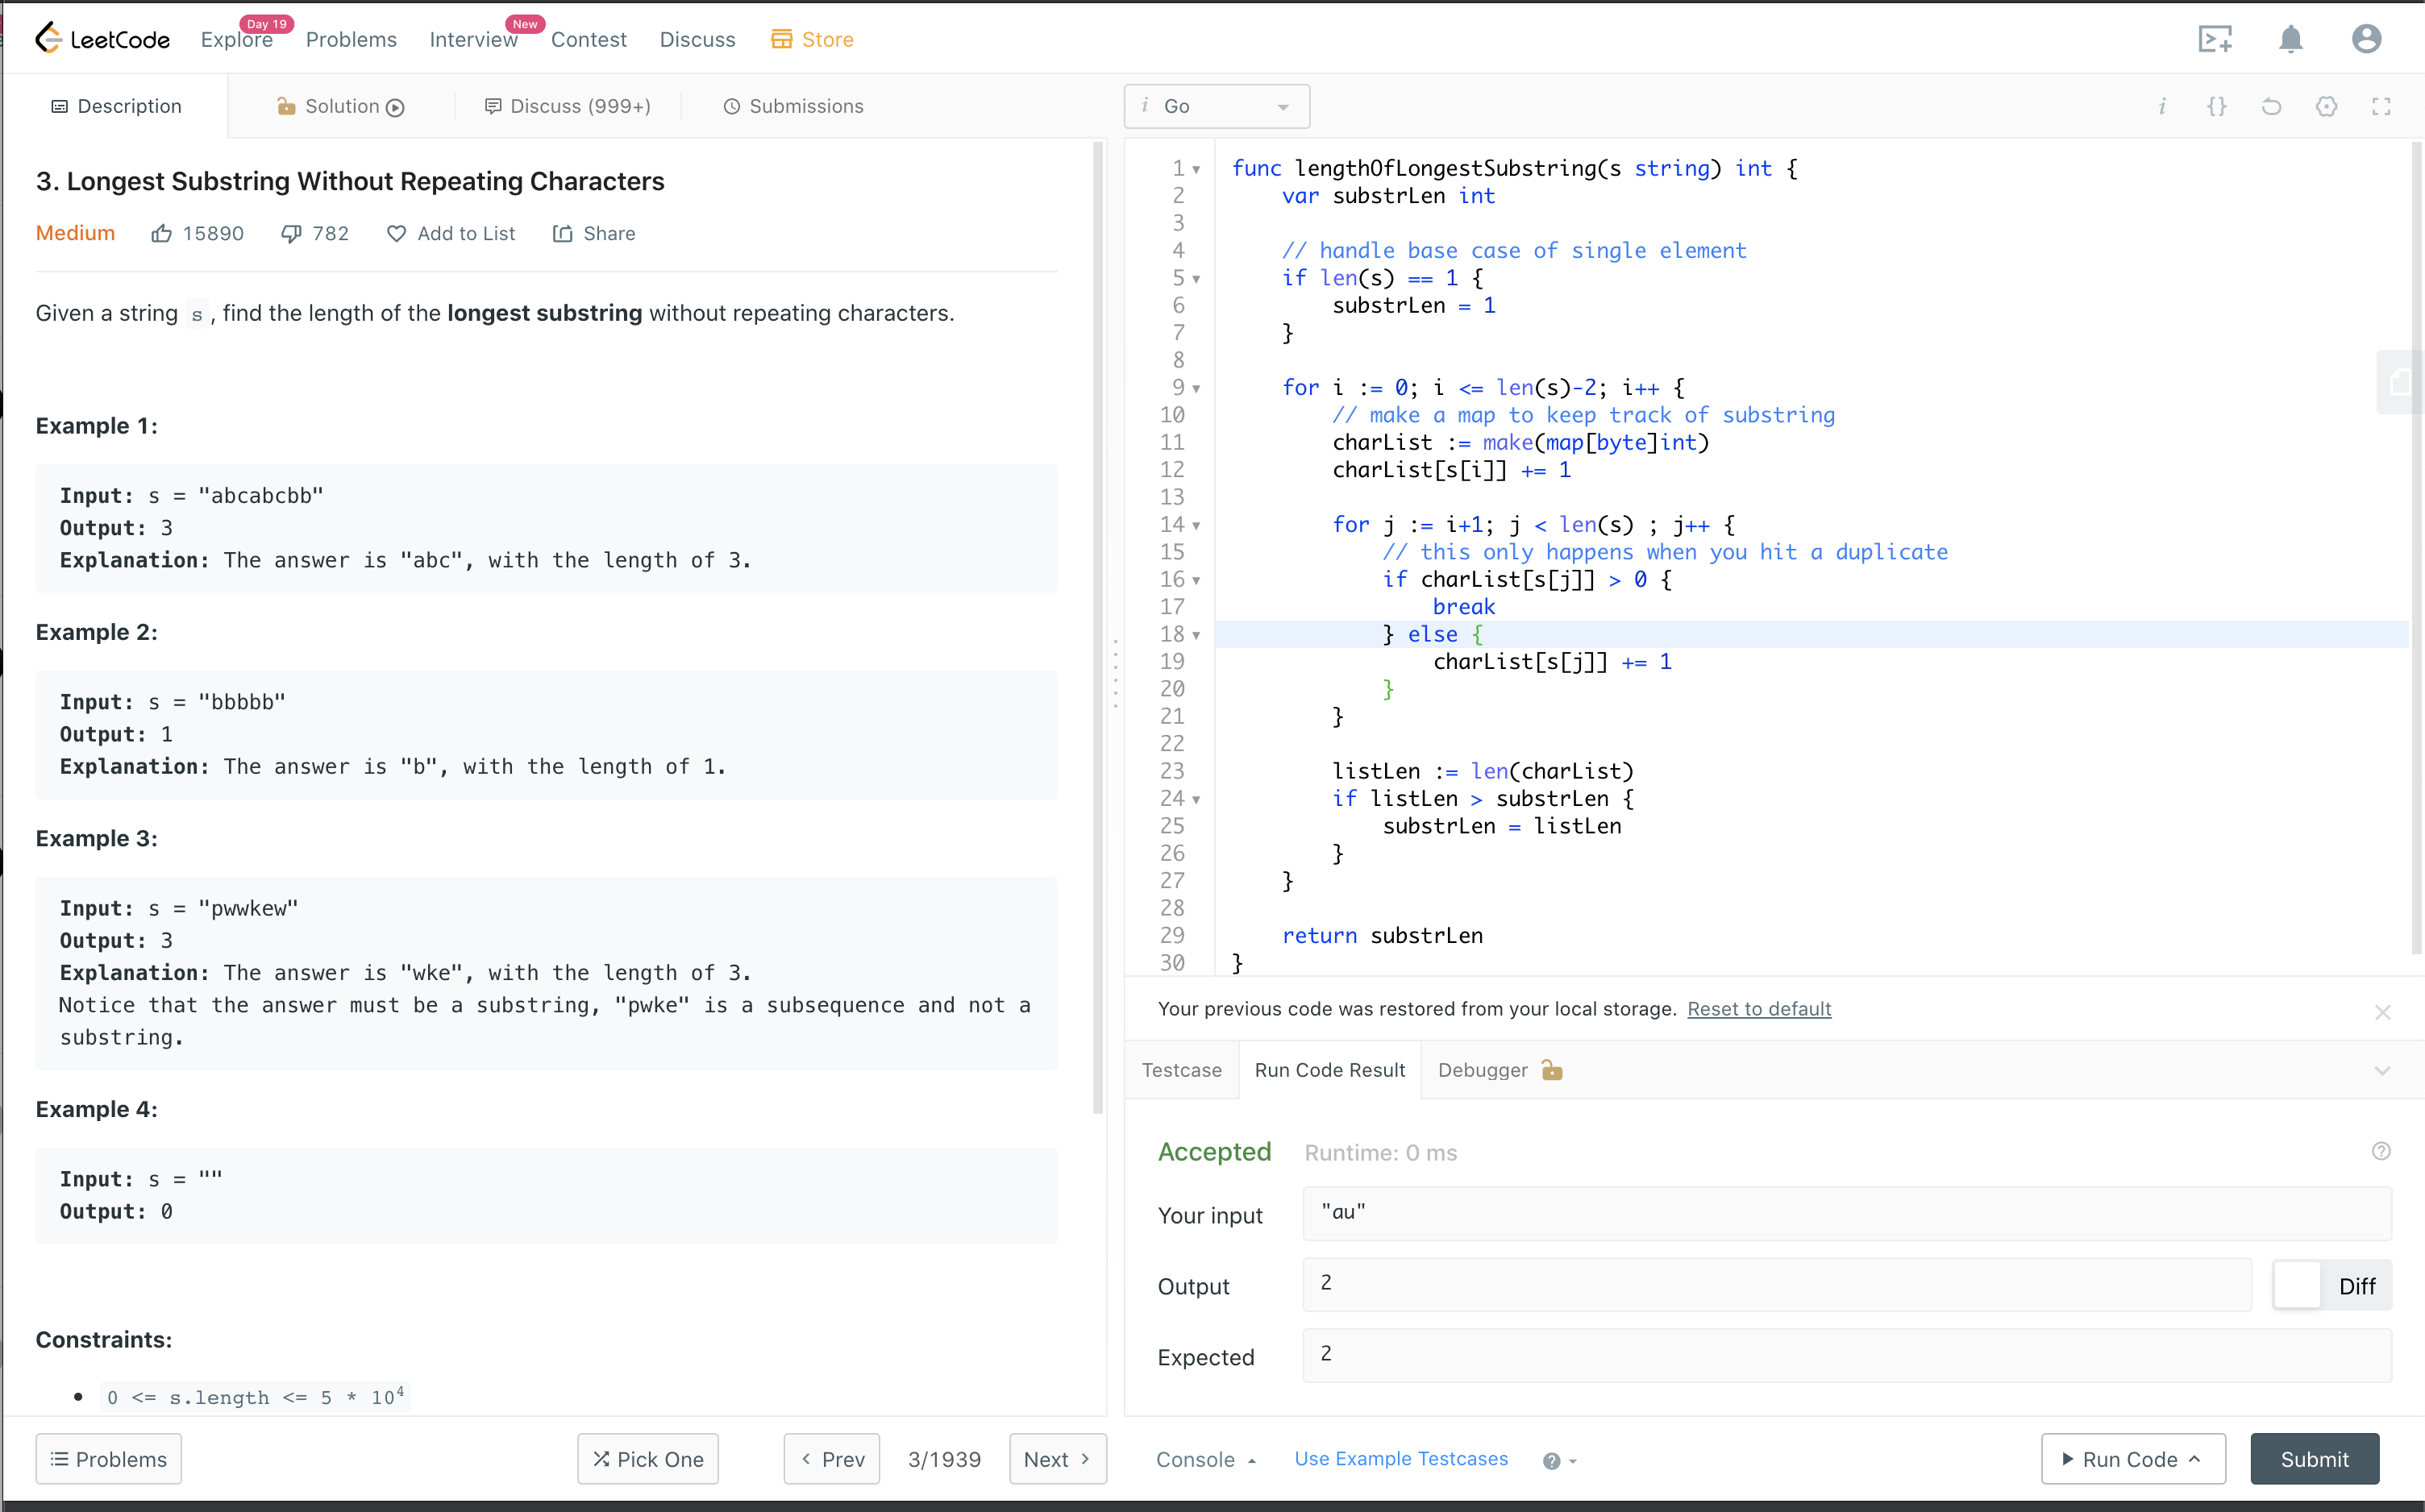 LeetCode
Explore Day 19
Problems
Interview New
Contest
Discuss
Store
Description
Solution
Discuss (999+)
Submissions
i Go
3. Longest Substring Without Repeating Characters
Medium 15890 782 Add to List Share
Given a string s, find the length of the longest substring without repeating characters.
Example 1:
Input: s = "abcabcbb"
Output: 3
Explanation: The answer is "abc", with the length of 3.
Example 2:
Input: s = "bbbbb"
Output: 1
Explanation: The answer is "b", with the length of 1.
Example 3:
Input: s = "pwwkew"
Output: 3
Explanation: The answer is "wke", with the length of 3.
Notice that the answer must be a substring, "pwke" is a subsequence and not a
substring.
Example 4:
Input: s = ""
Output: 0
Constraints:
0 <= s.length <= 5 * 10⁴
Problems
Pick One
Prev
3/1939
Next
1 func lengthOfLongestSubstring(s string) int {
2     var substrLen int
3
4     // handle base case of single element
5     if len(s) == 1 {
6         substrLen = 1
7     }
8
9     for i := 0; i <= len(s)-2; i++ {
10         // make a map to keep track of substring
11         charList := make(map[byte]int)
12         charList[s[i]] += 1
13
14         for j := i+1; j < len(s) ; j++ {
15             // this only happens when you hit a duplicate
16             if charList[s[j]] > 0 {
17                 break
18             } else {
19                 charList[s[j]] += 1
20             }
21         }
22
23         listLen := len(charList)
24         if listLen > substrLen {
25             substrLen = listLen
26         }
27     }
28
29     return substrLen
30 }
Your previous code was restored from your local storage. Reset to default
Testcase
Run Code Result
Debugger
Accepted Runtime: 0 ms
Your input "au"
Output 2 Diff
Expected 2
Console
Use Example Testcases
Run Code
Submit